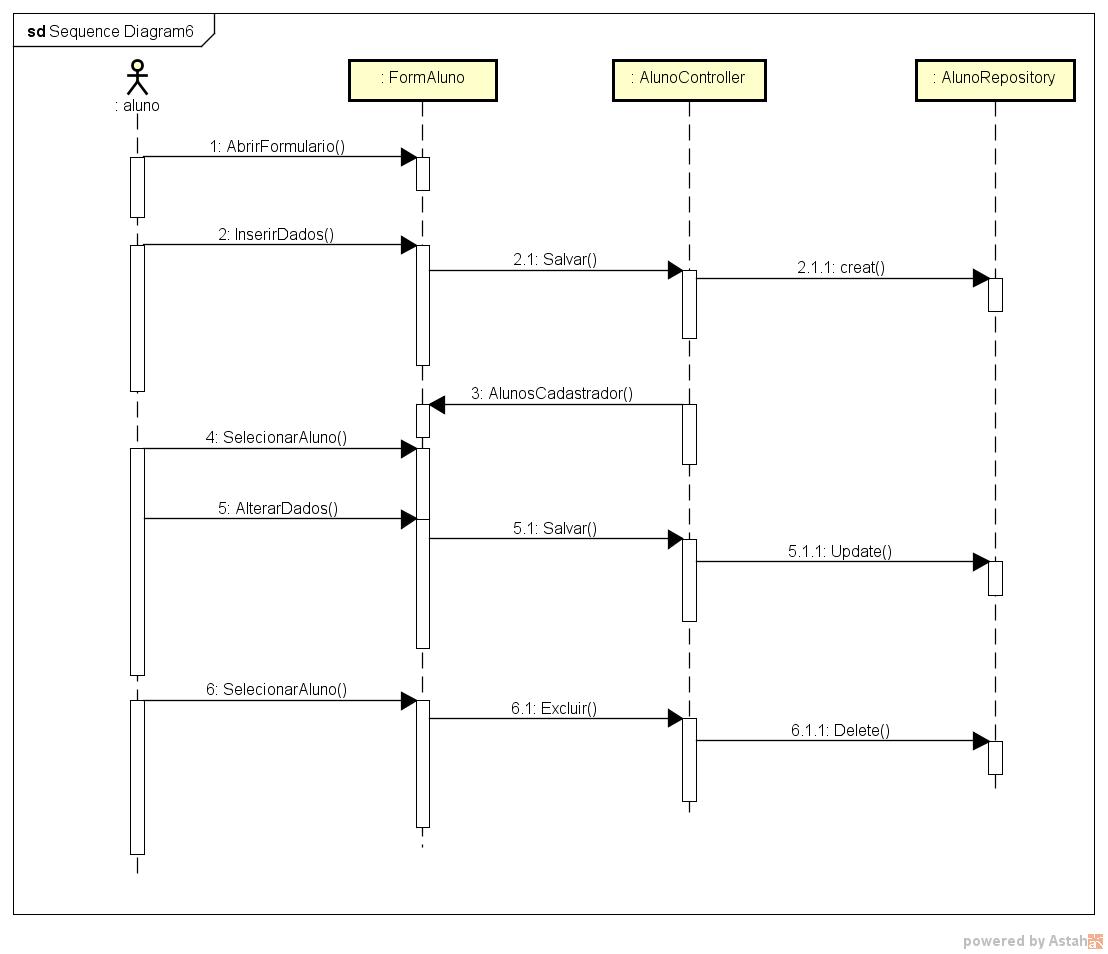 sd Sequence Diagram6
: aluno
: FormAluno
: AlunoController
: AlunoRepository
1: AbrirFormulario()
2: InserirDados()
2.1: Salvar()
2.1.1: creat()
3: AlunosCadastrador()
4: SelecionarAluno()
5: AlterarDados()
5.1: Salvar()
5.1.1: Update()
6: SelecionarAluno()
6.1: Excluir()
6.1.1: Delete()
powered by Astah